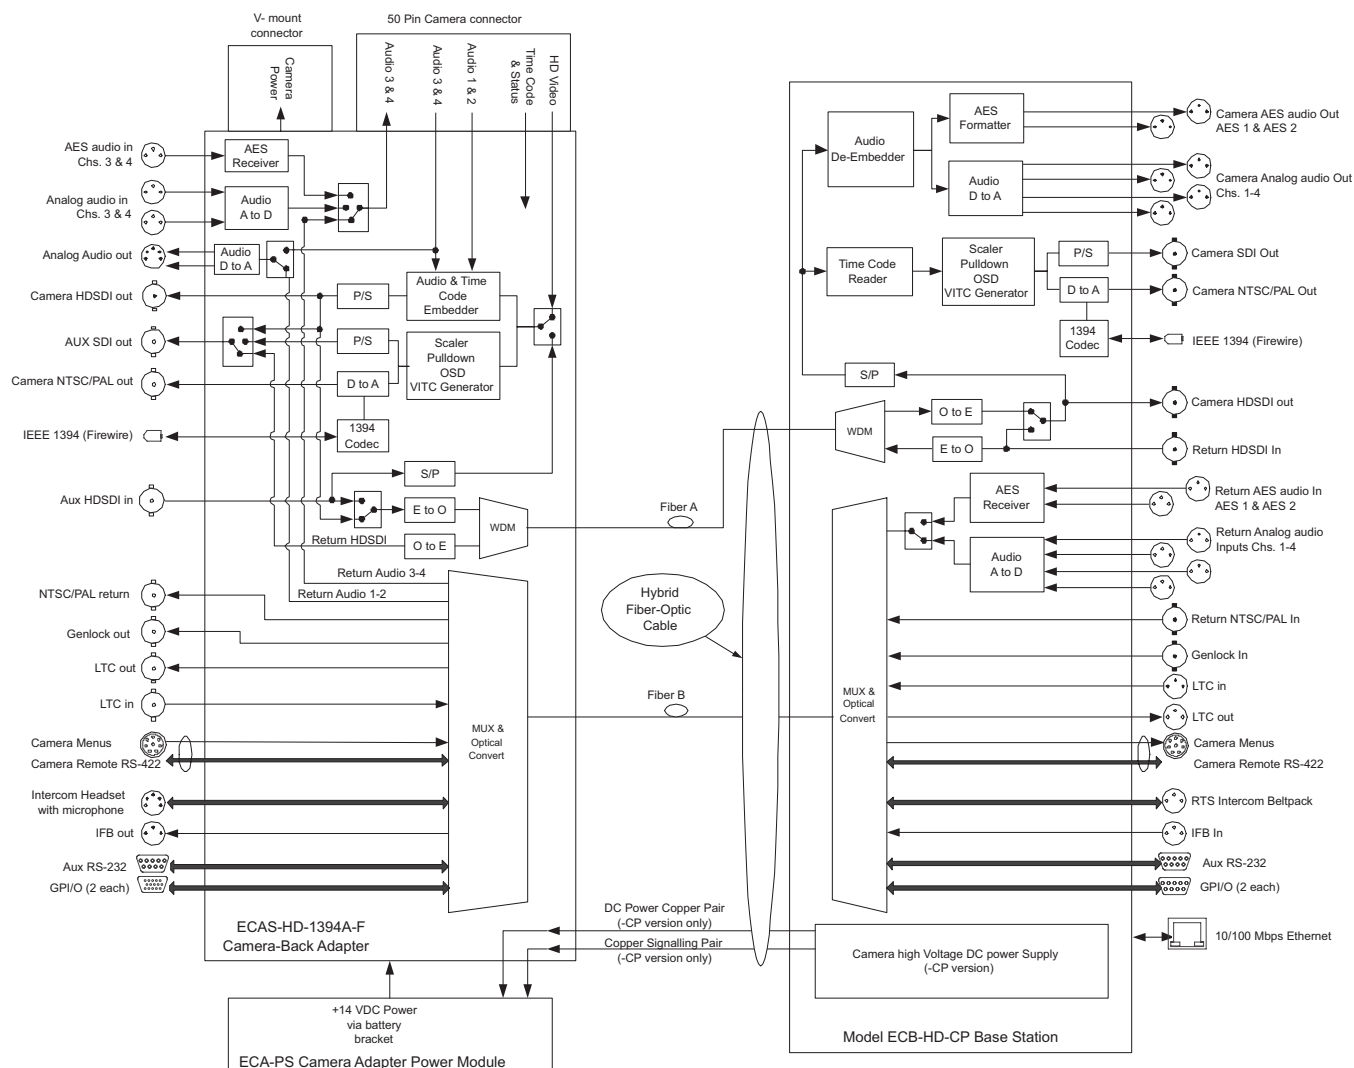 V- mount
connector
50 Pin Camera connector
Camera
Power
Audio 3 & 4
Audio 3 & 4
Audio 1 & 2
Time Code
& Status
HD Video
AES audio in
Chs. 3 & 4
AES
Receiver
Analog audio in
Chs. 3 & 4
Audio
A to D
Analog Audio out
Audio
D to A
Camera HDSDI out
P/S
Audio & Time
Code
Embedder
AUX SDI out
P/S
Scaler
Pulldown
OSD
VITC Generator
Camera NTSC/PAL out
D to A
IEEE 1394 (Firewire)
1394
Codec
S/P
Aux HDSDI in
E to O
WDM
Return HDSDI
O to E
Return Audio 3-4
Return Audio 1-2
NTSC/PAL return
Genlock out
LTC out
LTC in
MUX &
Optical
Convert
Camera Menus
Camera Remote RS-422
Intercom Headset
with microphone
IFB out
Aux RS-232
GPI/O (2 each)
ECAS-HD-1394A-F
Camera-Back Adapter
+14 VDC Power
via battery
bracket
ECA-PS Camera Adapter Power Module
Fiber A
Hybrid
Fiber-Optic
Cable
Fiber B
DC Power Copper Pair
(-CP version only)
Copper Signalling Pair
(-CP version only)
Audio
De-Embedder
AES
Formatter
Camera AES audio Out
AES 1 & AES 2
Audio
D to A
Camera Analog audio Out
Chs. 1-4
Time Code
Reader
Scaler
Pulldown
OSD
VITC Generator
P/S
Camera SDI Out
D to A
Camera NTSC/PAL Out
1394
Codec
IEEE 1394 (Firewire)
S/P
WDM
O to E
Camera HDSDI out
E to O
Return HDSDI In
AES
Receiver
Return AES audio In
AES 1 & AES 2
Audio
A to D
Return Analog audio
Inputs Chs. 1-4
Return NTSC/PAL In
Genlock In
LTC in
MUX &
Optical
Convert
LTC out
Camera Menus
Camera Remote RS-422
RTS Intercom Beltpack
IFB In
Aux RS-232
GPI/O (2 each)
10/100 Mbps Ethernet
Camera high Voltage DC power Supply
(-CP version)
Model ECB-HD-CP Base Station